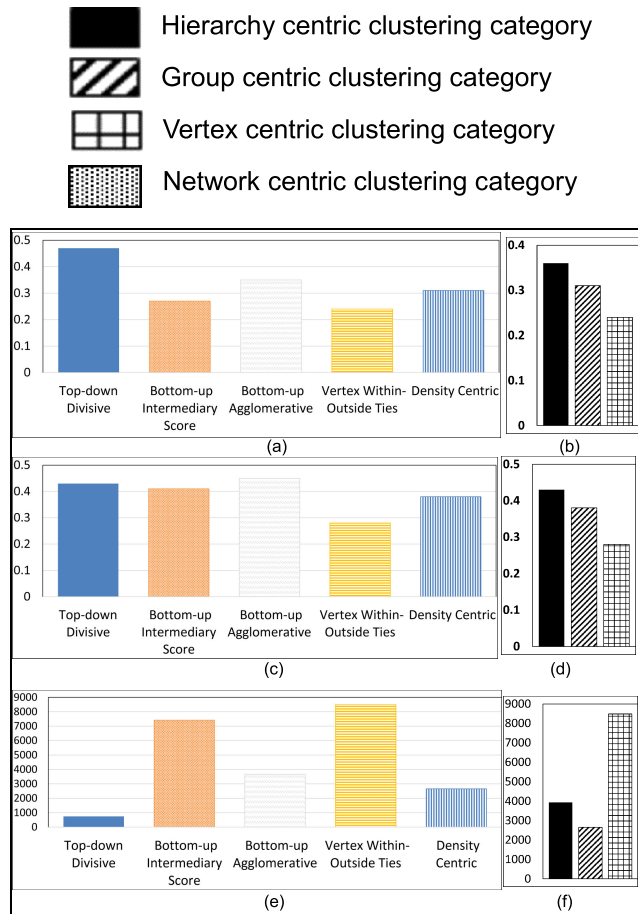 Hierarchy centric clustering category
Group centric clustering category
Vertex centric clustering category
Network centric clustering category
0.5
0.4
0.3
0.2
0.1
0
Top-down Divisive
Bottom-up Intermediary Score
Bottom-up Agglomerative
Vertex Within-Outside Ties
Density Centric
(a)
0.4
0.3
0.2
0.1
0
(b)
0.5
0.4
0.3
0.2
0.1
0
Top-down Divisive
Bottom-up Intermediary Score
Bottom-up Agglomerative
Vertex Within-Outside Ties
Density Centric
(c)
0.5
0.4
0.3
0.2
0.1
0
(d)
9000
8000
7000
6000
5000
4000
3000
2000
1000
0
Top-down Divisive
Bottom-up Intermediary Score
Bottom-up Agglomerative
Vertex Within-Outside Ties
Density Centric
(e)
9000
8000
7000
6000
5000
4000
3000
2000
1000
0
(f)